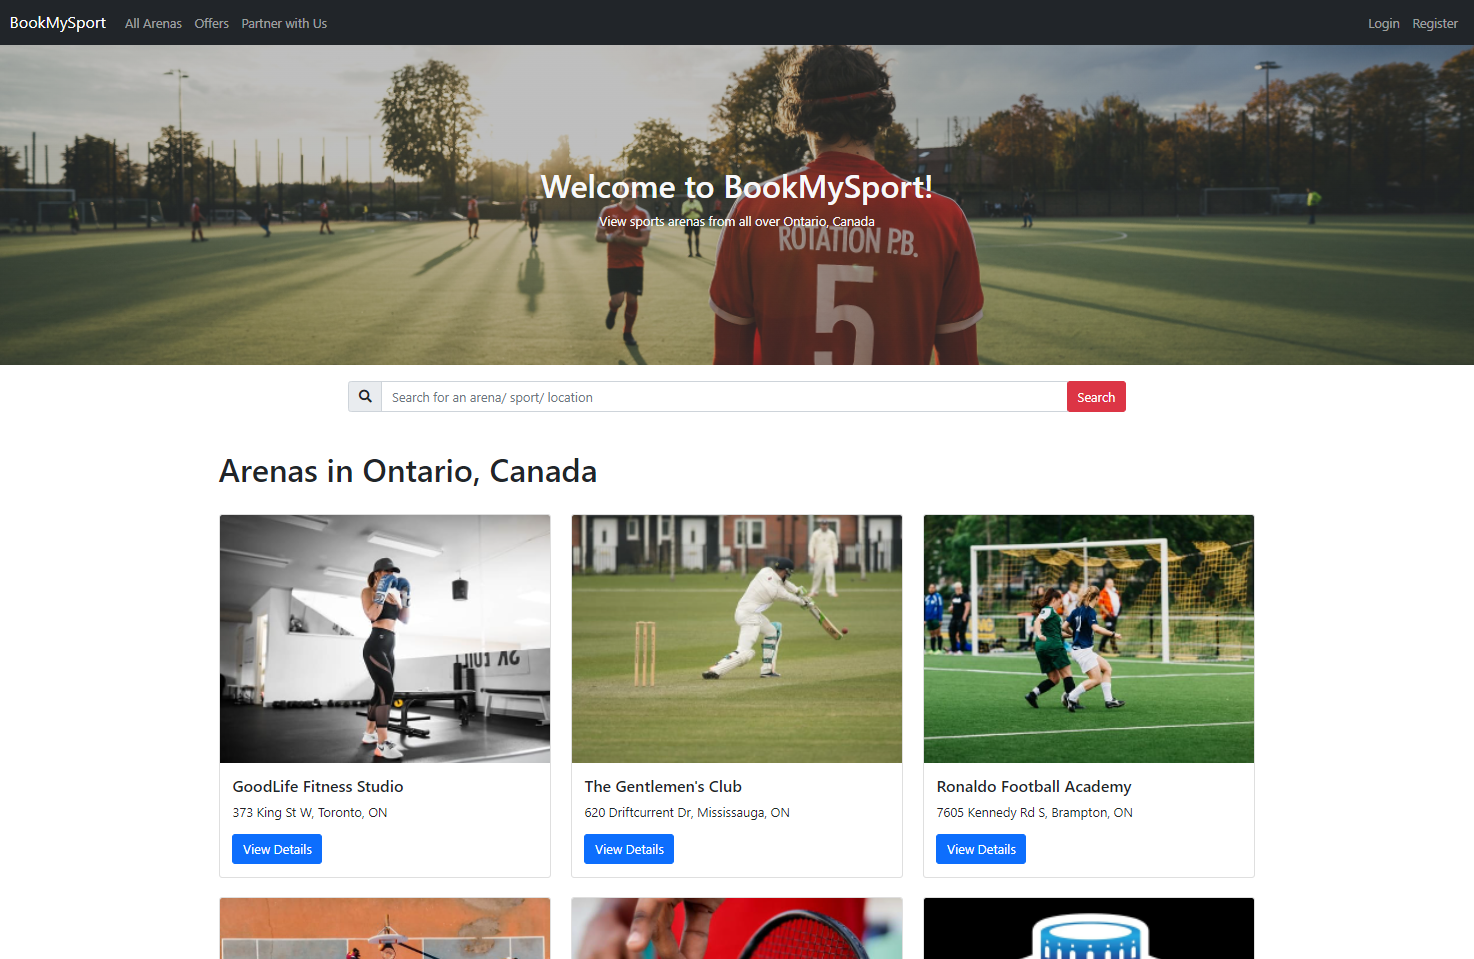 BookMySport All Arenas Offers Partner with Us Login Register
Welcome to BookMySport!
View sports arenas from all over Ontario, Canada
ROTATION P.B.
5
Search for an arena/ sport/ location Search
Arenas in Ontario, Canada
GoodLife Fitness Studio
373 King St W, Toronto, ON
View Details
The Gentlemen's Club
620 Driftcurrent Dr, Mississauga, ON
View Details
Ronaldo Football Academy
7605 Kennedy Rd S, Brampton, ON
View Details